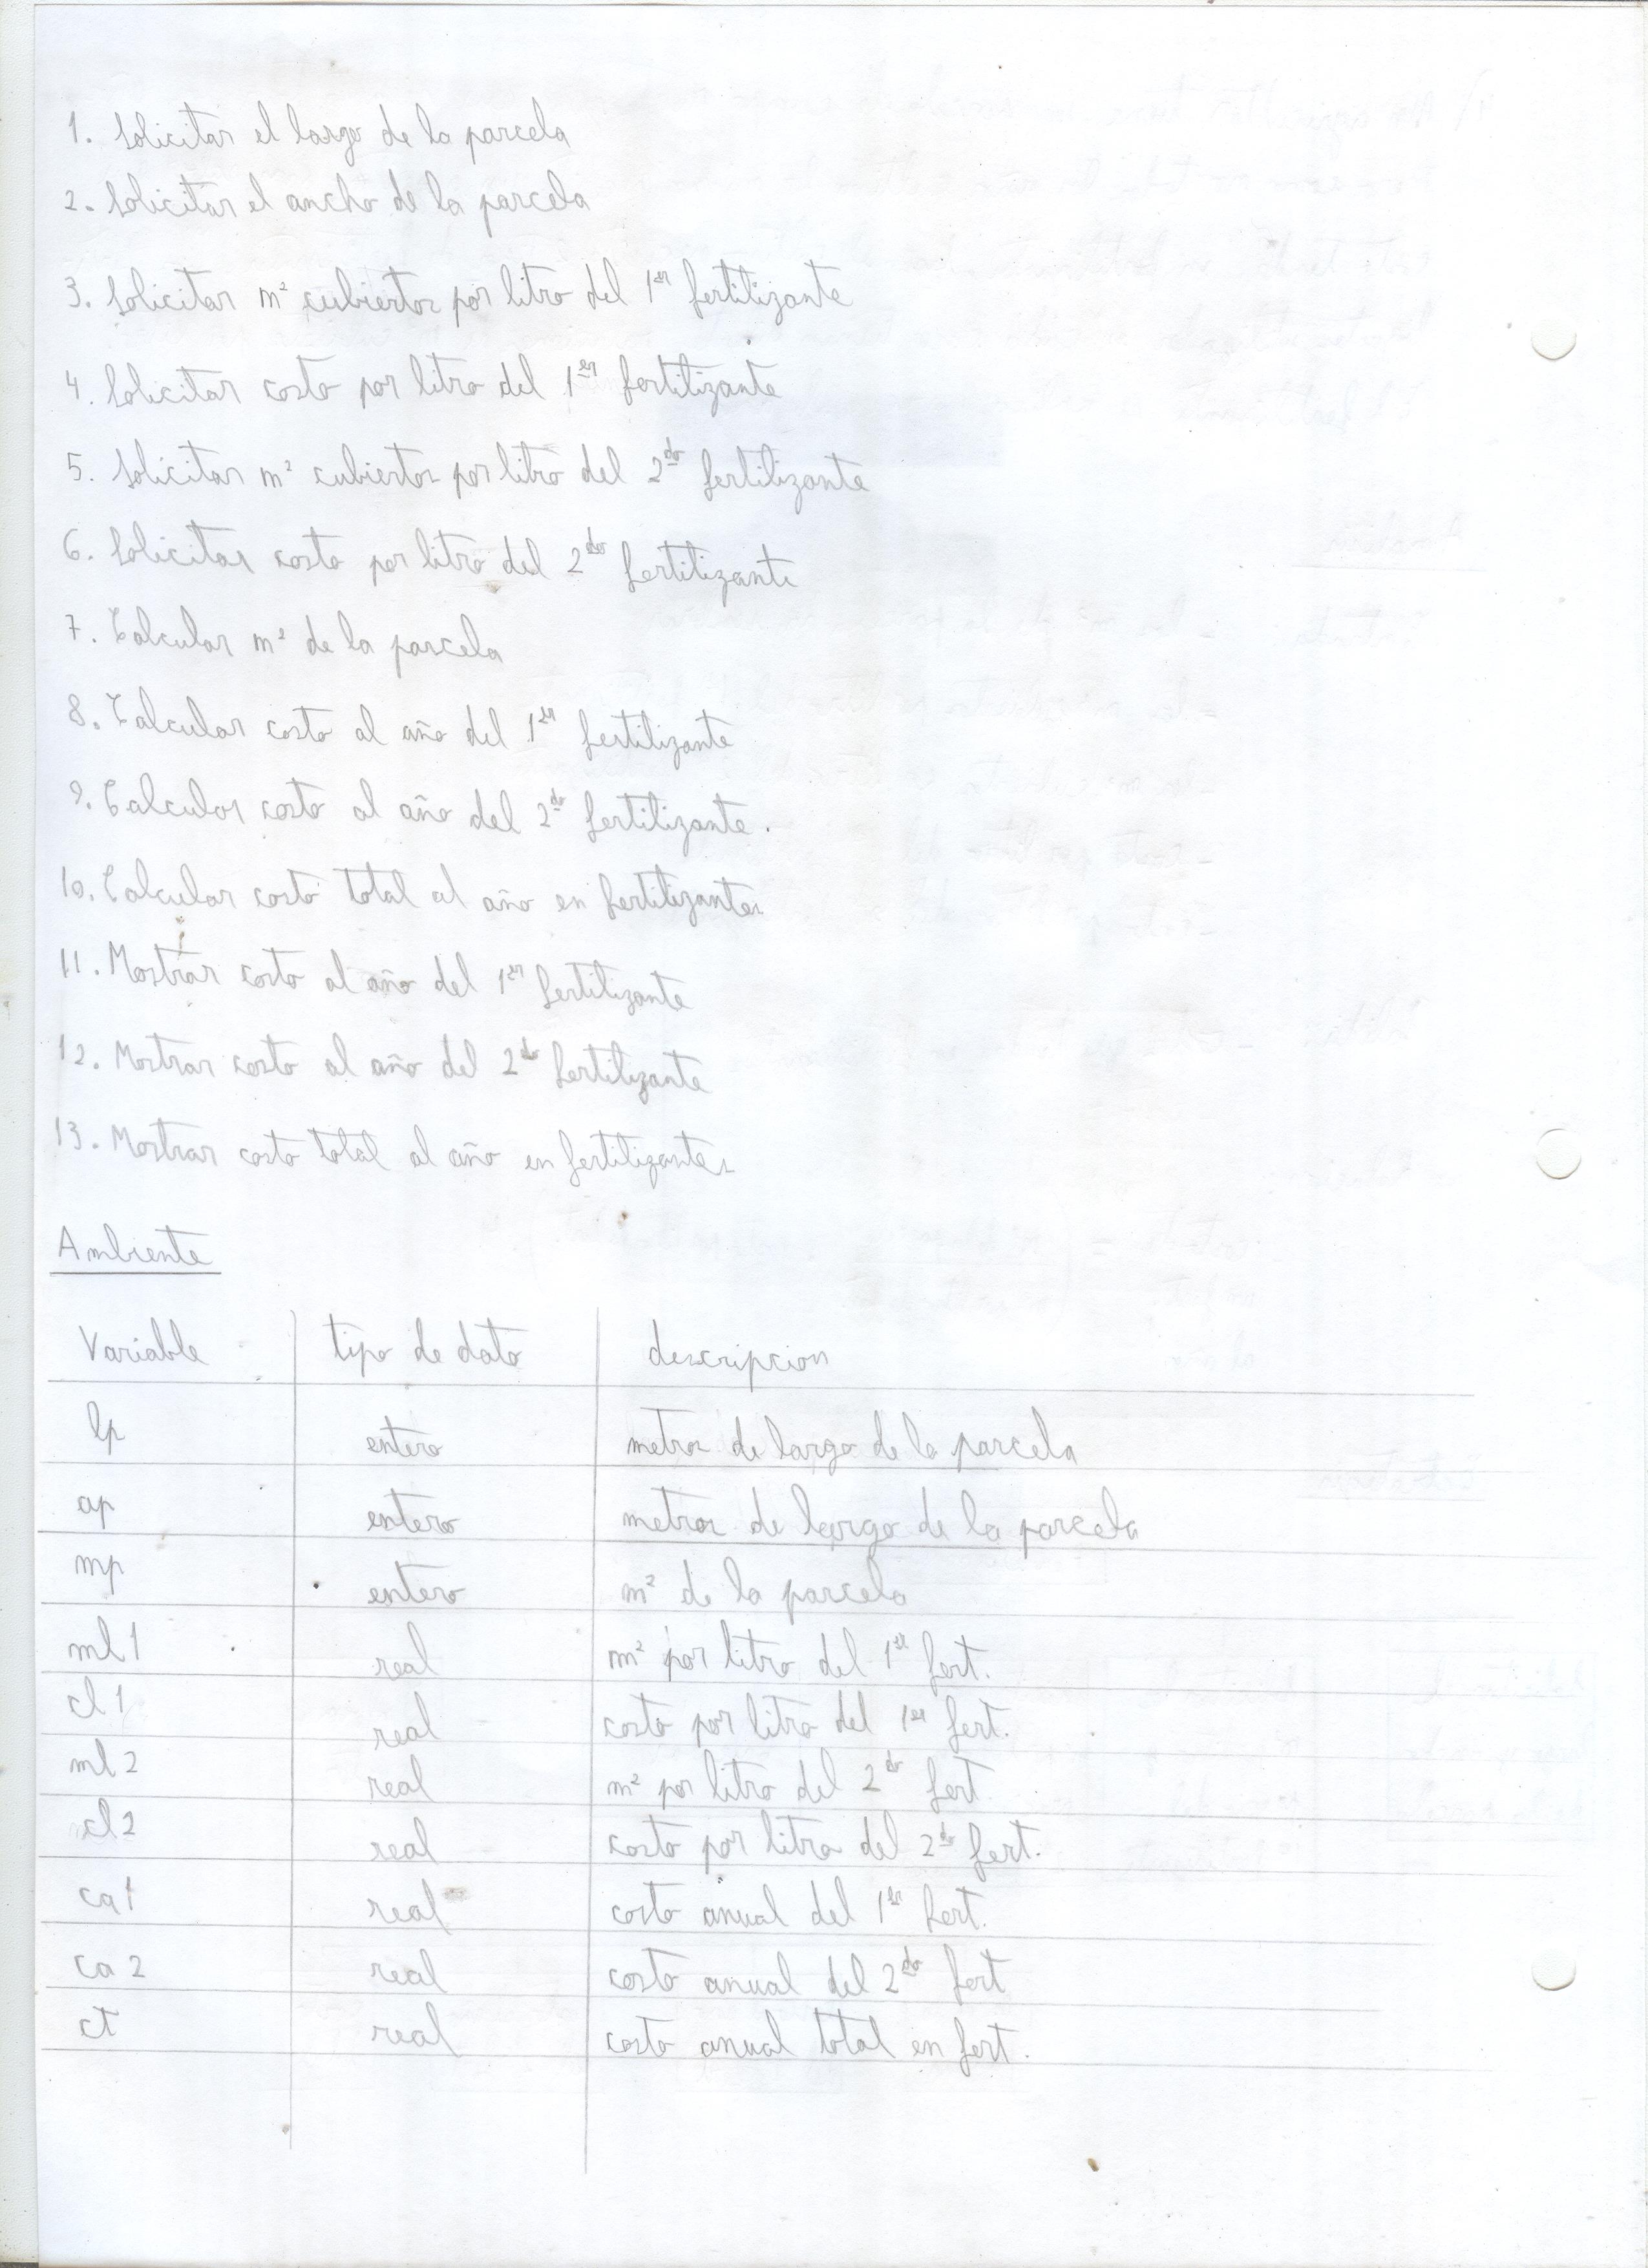 1. Solicitar el largo de la parcela
2. Solicitar el ancho de la parcela
3. Solicitar m² cubiertos por litro del 1er fertilizante
4. Solicitar costo por litro del 1er fertilizante
5. Solicitar m² cubiertos por litro del 2do fertilizante
6. Solicitar costo por litro del 2do fertilizante
7. Calcular m² de la parcela
8. Calcular costo al año del 1er fertilizante
9. Calcular costo al año del 2do fertilizante.
10. Calcular costo total al año en fertilizantes
11. Mostrar costo al año del 1er fertilizante
12. Mostrar costo al año del 2do fertilizante
13. Mostrar costo total al año en fertilizantes
Ambiente
Variable tipo de dato descripcion
lp entero metros de largo de la parcela
ap entero metros de largo de la parcela
mp entero m² de la parcela
ml1 real m² por litro del 1er fert.
cl1 real costo por litro del 1er fert.
ml2 real m² por litro del 2do fert
cl2 real costo por litro del 2do fert.
ca1 real costo anual del 1er fert.
ca2 real costo anual del 2do fert
ct real costo anual total en fert.